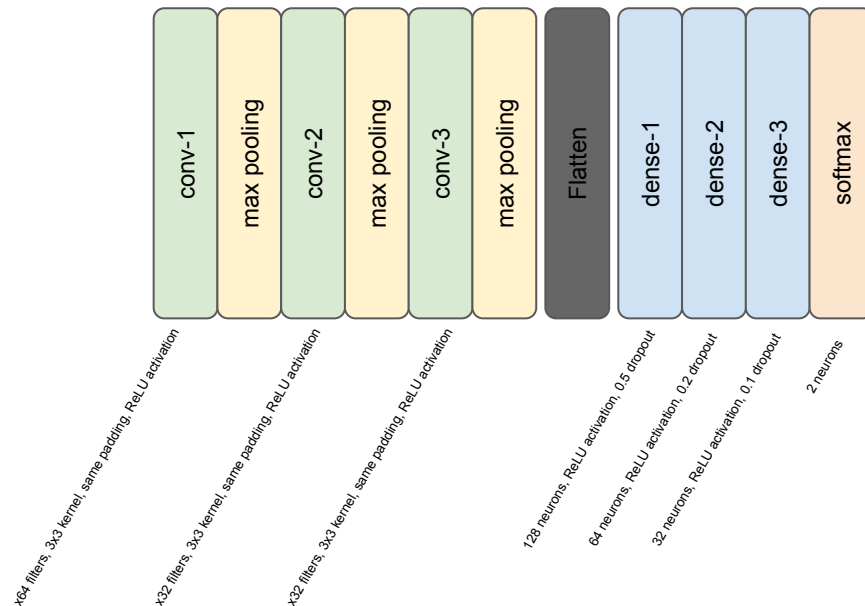 conv-1
max pooling
conv-2
max pooling
conv-3
max pooling
Flatten
dense-1
dense-2
dense-3
softmax
x64 filters, 3x3 kernel, same padding, ReLU activation
x32 filters, 3x3 kernel, same padding, ReLU activation
x32 filters, 3x3 kernel, same padding, ReLU activation
128 neurons, ReLU activation, 0.5 dropout
64 neurons, ReLU activation, 0.2 dropout
32 neurons, ReLU activation, 0.1 dropout
2 neurons